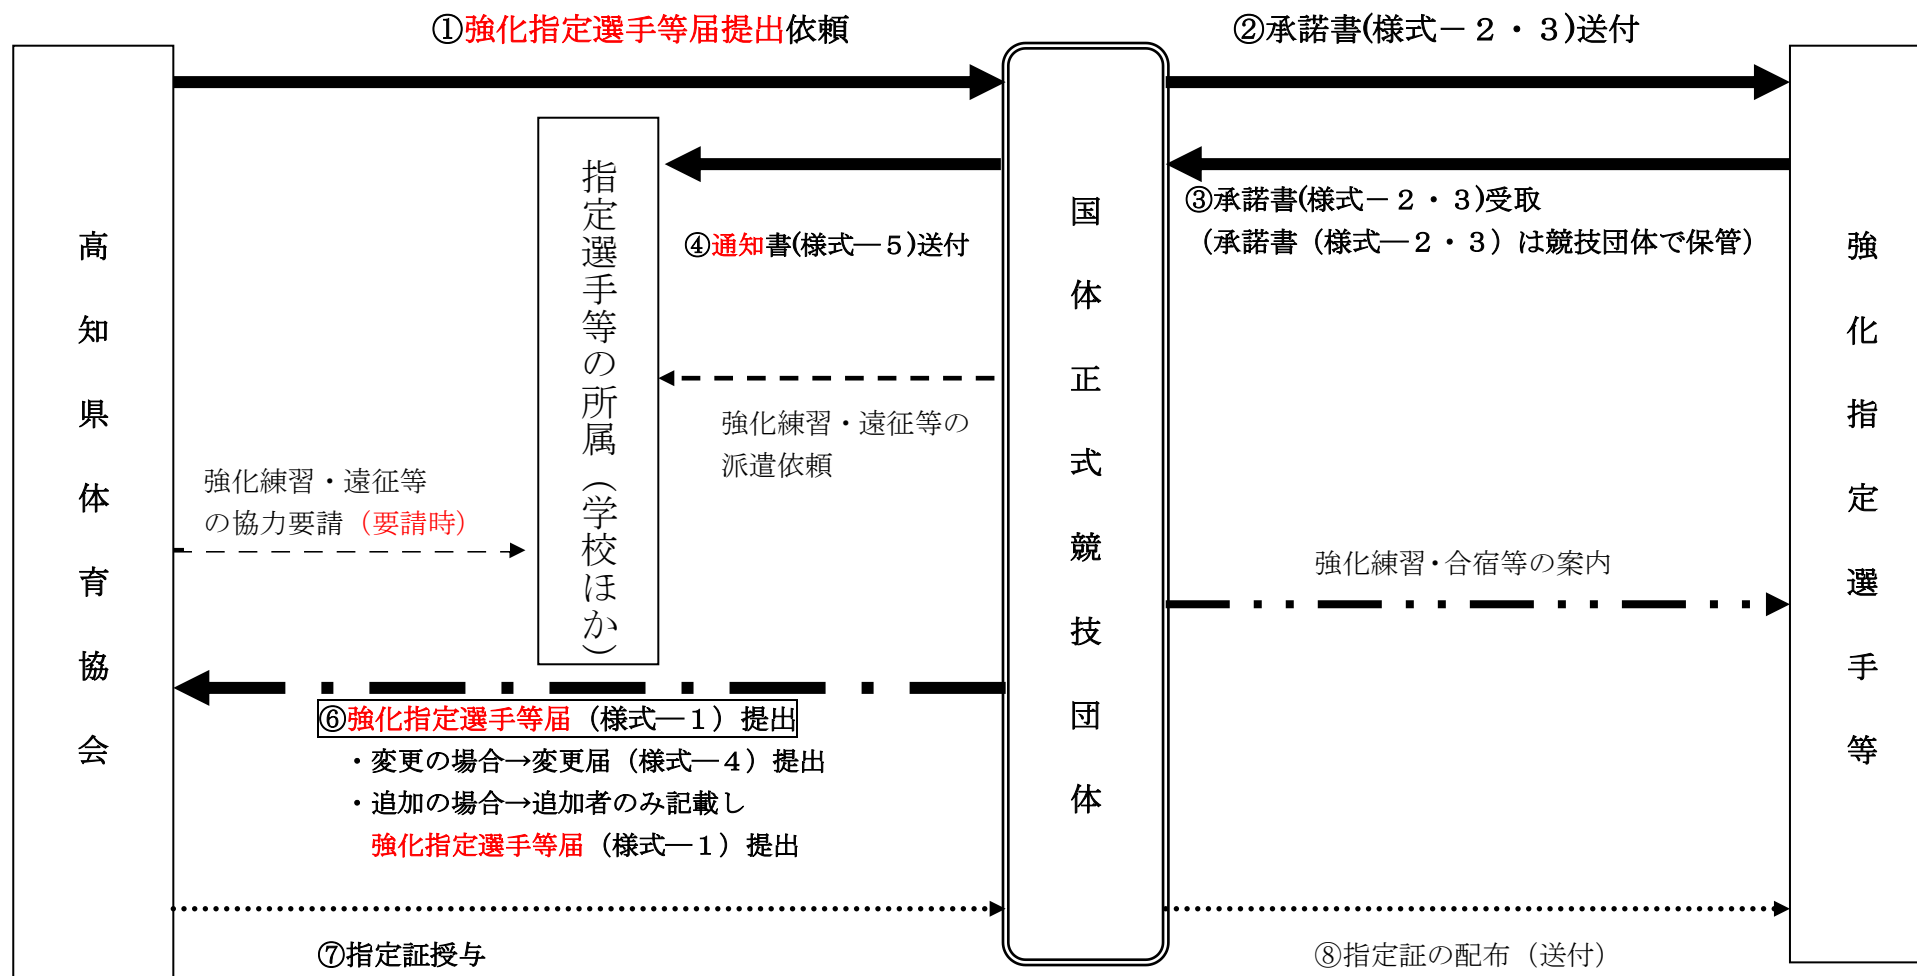 ①強化指定選手等届提出依頼
②承諾書(様式－２・３)送付
高知県体育協会
指定選手等の所属（学校ほか）
国体正式競技団体
強化指定選手等
③承諾書(様式－２・３)受取
（承諾書（様式―２・３）は競技団体で保管）
④通知書(様式―５)送付
強化練習・遠征等の
派遣依頼
強化練習・遠征等
の協力要請（要請時）
強化練習・合宿等の案内
⑥強化指定選手等届（様式―１）提出
・変更の場合→変更届（様式―４）提出
・追加の場合→追加者のみ記載し
強化指定選手等届（様式―１）提出
⑦指定証授与
⑧指定証の配布（送付）